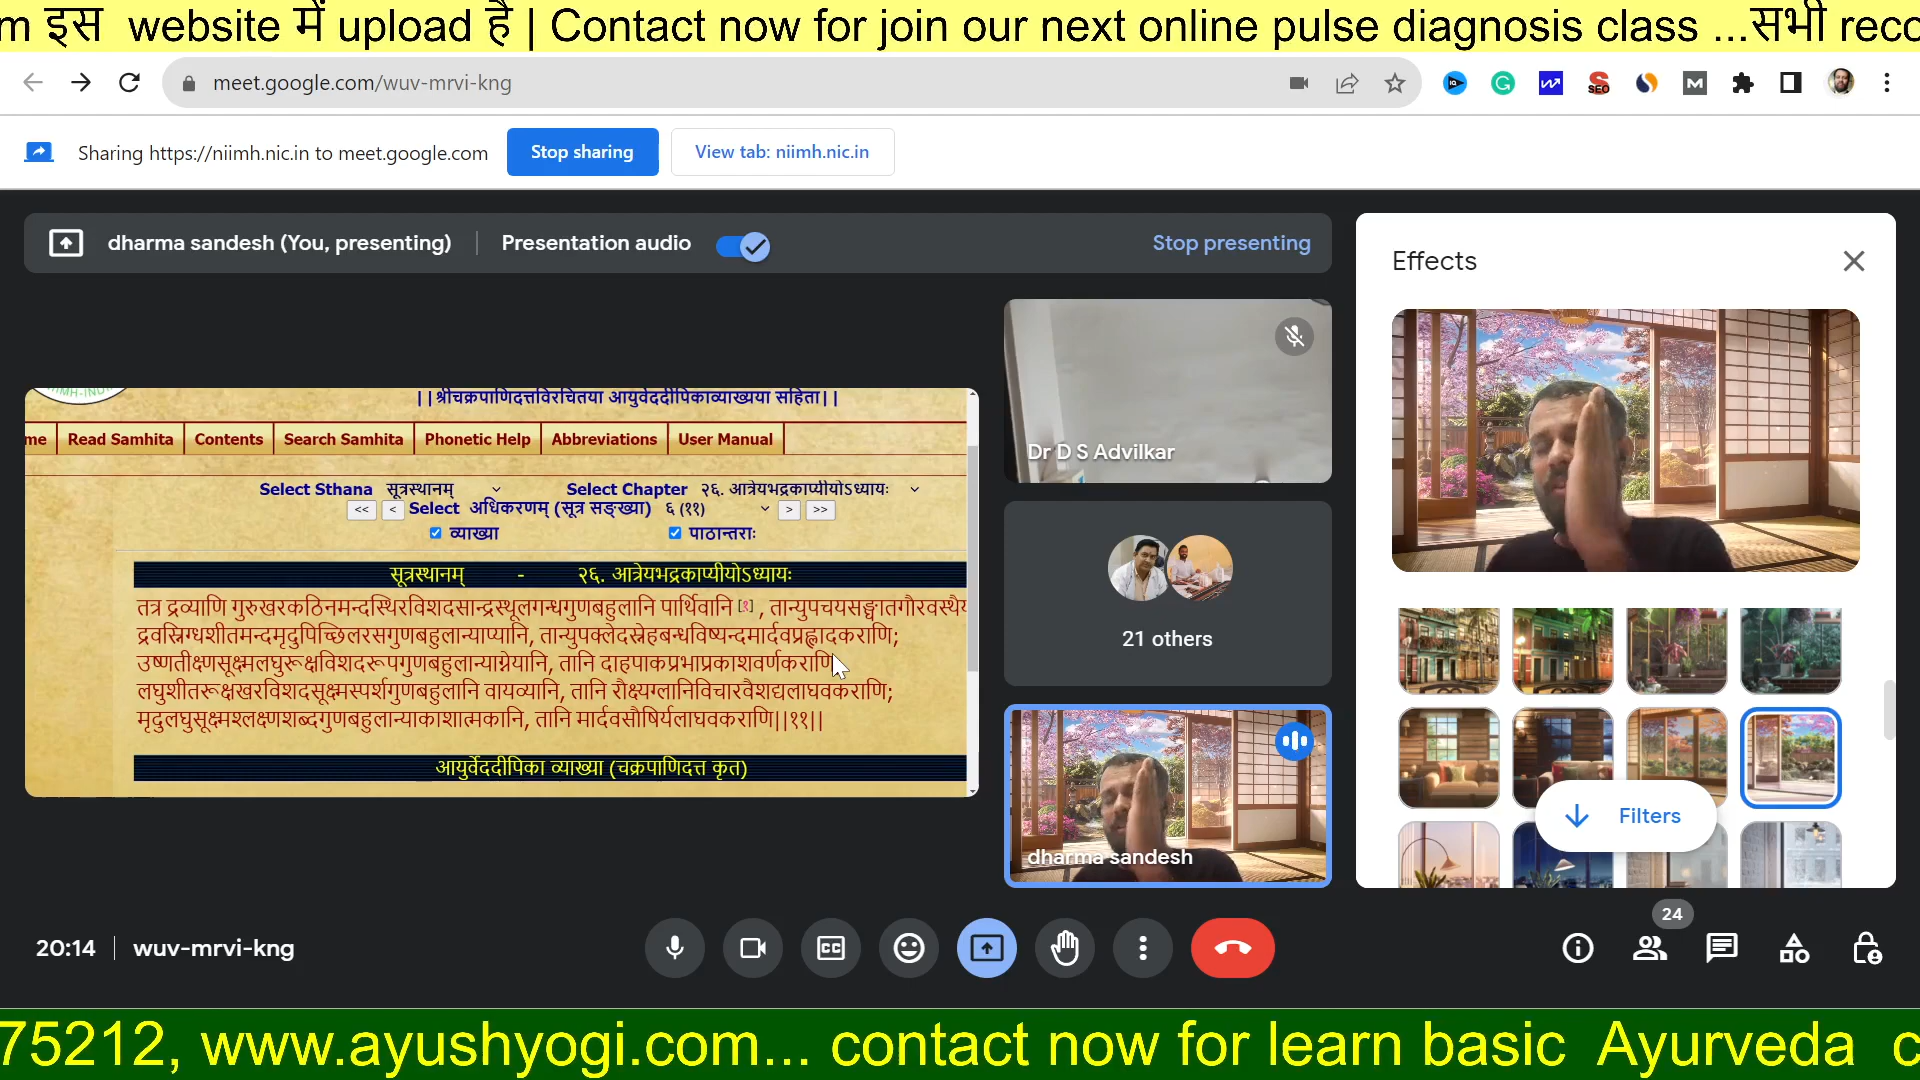 m इस website में upload है | Contact now for join our next online pulse diagnosis class ...सभी reco
meet.google.com/wuv-mrvi-kng
SEO
Sharing https://niimh.nic.in to meet.google.com
Stop sharing
View tab: niimh.nic.in
dharma sandesh (You, presenting)
Presentation audio
Stop presenting
||श्रीचक्रपाणिदत्तविरचितया आयुर्वेददीपिकाव्याख्यया सहिता||
me Read Samhita Contents Search Samhita Phonetic Help Abbreviations User Manual
Select Sthana सूत्रस्थानम् Select Chapter २६. आत्रेयभद्रकाप्यीयोऽध्यायः
<< < Select अधिकरणम् (सूत्र सङ्ख्या) ६ (११) > >>
व्याख्या पाठान्तराः
सूत्रस्थानम् - २६. आत्रेयभद्रकाप्यीयोऽध्यायः
तत्र द्रव्याणि गुरुखरकठिनमन्दस्थिरविशदसान्द्रस्थूलगन्धगुणबहुलानि पार्थिवानि [१] , तान्युपचयसङ्घातगौरवस्थैर
द्रवस्निग्धशीतमन्दमृदुपिच्छिलरसगुणबहुलान्याप्यानि, तान्युपक्लेदस्नेहबन्धविष्यन्दमार्दवप्रह्लादकराणि;
उष्णतीक्ष्णसूक्ष्मलघुरूक्षविशदरूपगुणबहुलान्याग्नेयानि, तानि दाहपाकप्रभाप्रकाशवर्णकराणि
लघुशीतरूक्षखरविशदसूक्ष्मस्पर्शगुणबहुलानि वायव्यानि, तानि रौक्ष्यग्लानिविचारवैशद्यलाघवकराणि;
मृदुलघुसूक्ष्मश्लक्ष्णशब्दगुणबहुलान्याकाशात्मकानि, तानि मार्दवसौषिर्यलाघवकराणि||११||
आयुर्वेददीपिका व्याख्या (चक्रपाणिदत्त कृत)
Dr D S Advilkar
21 others
dharma sandesh
Effects
Filters
20:14 wuv-mrvi-kng
CC
24
75212, www.ayushyogi.com... contact now for learn basic Ayurveda c